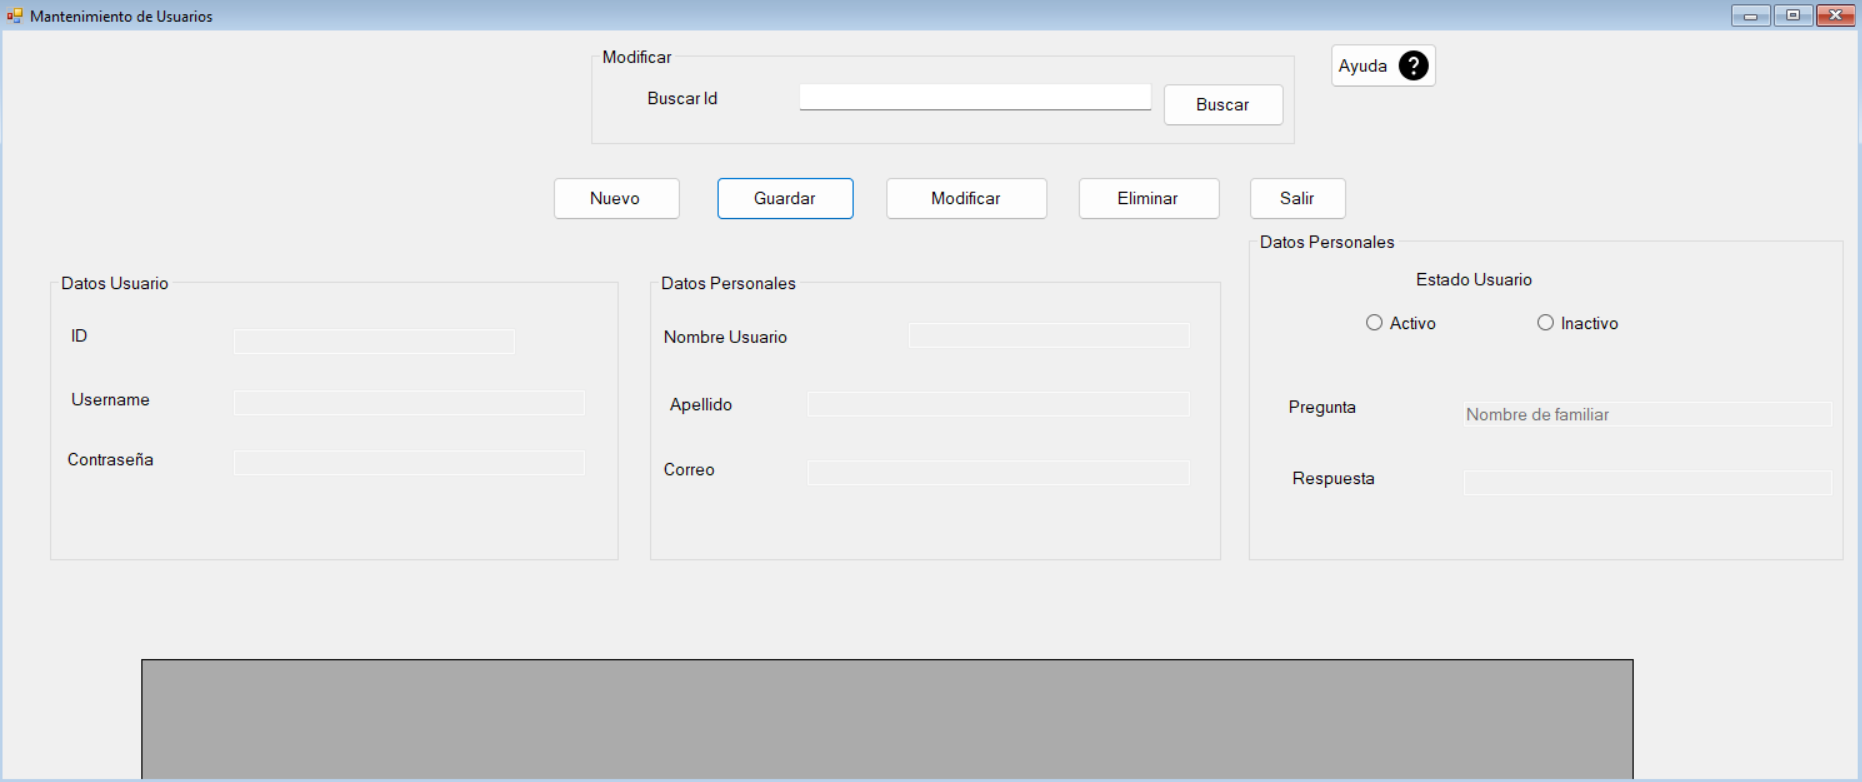 Mantenimiento de Usuarios
Modificar
Buscar Id
Buscar
Ayuda ?
Nuevo
Guardar
Modificar
Eliminar
Salir
Datos Usuario
ID
Username
Contraseña
Datos Personales
Nombre Usuario
Apellido
Correo
Datos Personales
Estado Usuario
Activo
Inactivo
Pregunta
Nombre de familiar
Respuesta